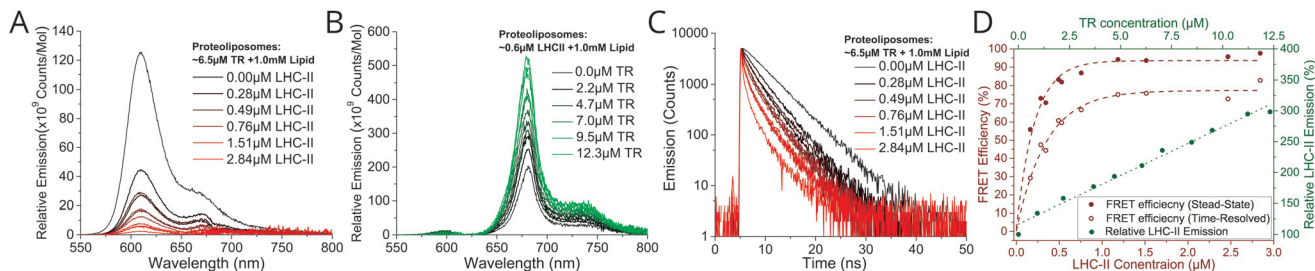 A
Relative Emission(x10⁹ Counts/Mol)
140
120
100
80
60
40
20
0
550
600
650
700
750
800
Wavelength (nm)
Proteoliposomes:
~6.5µM TR +1.0mM Lipid
0.00µM LHC-II
0.28µM LHC-II
0.49µM LHC-II
0.76µM LHC-II
1.51µM LHC-II
2.84µM LHC-II
B
Relative Emission (x10⁹ Counts/Mol)
600
500
400
300
200
100
0
550
600
650
700
750
800
Wavelength (nm)
Proteoliposomes:
~0.6µM LHCII +1.0mM Lipid
0.0µM TR
2.2µM TR
4.7µM TR
7.0µM TR
9.5µM TR
12.3µM TR
C
Emission (Counts)
10000
1000
100
10
1
0
10
20
30
40
50
Time (ns)
Proteoliposomes:
~6.5µM TR + 1.0mM Lipid
0.00µM LHC-II
0.28µM LHC-II
0.49µM LHC-II
0.76µM LHC-II
1.51µM LHC-II
2.84µM LHC-II
D
TR concentration (µM)
0 2 4 6 8 10 12
FRET Efficiency (%)
100
90
80
70
60
50
40
30
20
10
0
Relative LHC-II Emission (%)
400
350
300
250
200
150
100
FRET efficiecny (Stead-State)
FRET efficiecny (Time-Resolved)
Relative LHC-II Emission
0.0 0.5 1.0 1.5 2.0 2.5 3.0
LHC-II Conentraion (µM)